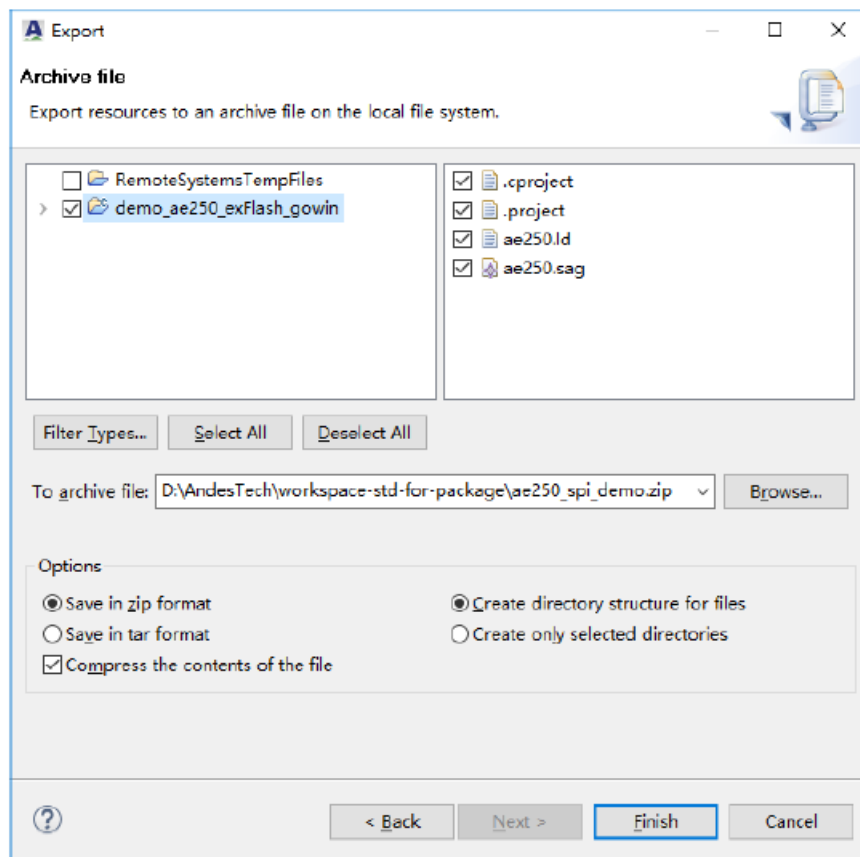 Export
Archive file
Export resources to an archive file on the local file system.
RemoteSystemsTempFiles
demo_ae250_exFlash_gowin
.cproject
.project
ae250.ld
ae250.sag
Filter Types...
Select All
Deselect All
To archive file:
D:\AndesTech\workspace-std-for-package\ae250_spi_demo.zip
Browse...
Options
Save in zip format
Create directory structure for files
Save in tar format
Create only selected directories
Compress the contents of the file
< Back
Next >
Finish
Cancel